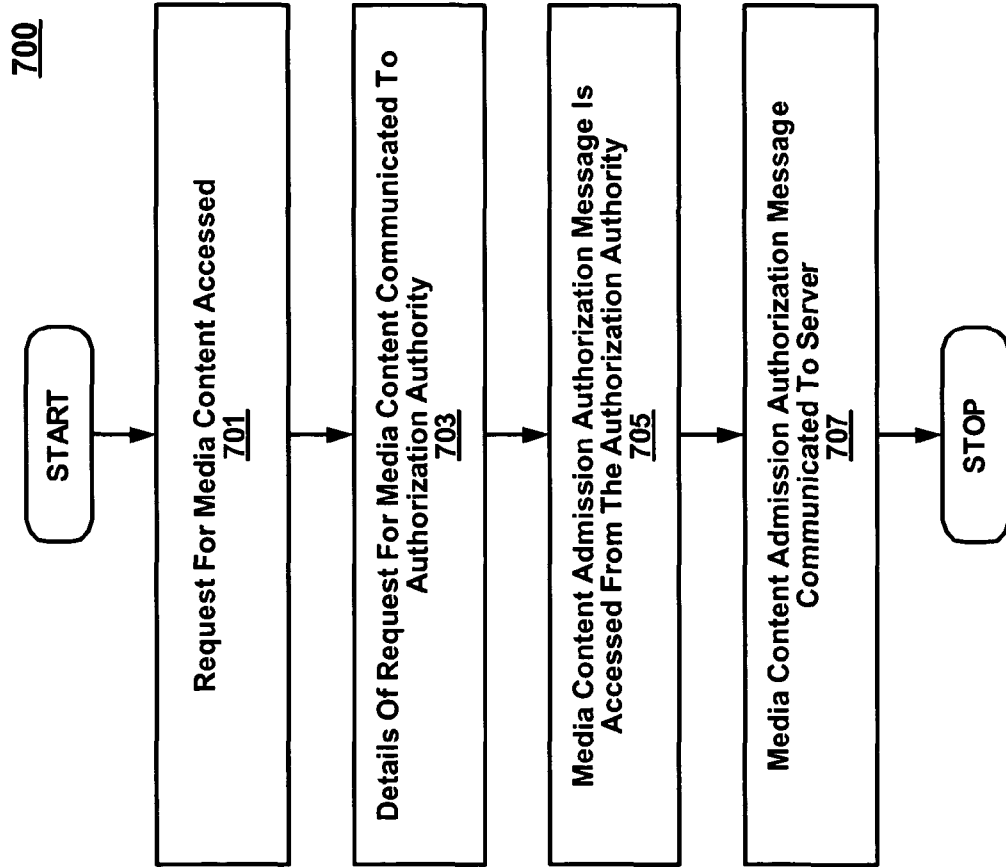 700
START
Request For Media Content Accessed
701
Details Of Request For Media Content Communicated To
Authorization Authority
703
Media Content Admission Authorization Message Is
Accessed From The Authorization Authority
705
Media Content Admission Authorization Message
Communicated To Server
707
STOP